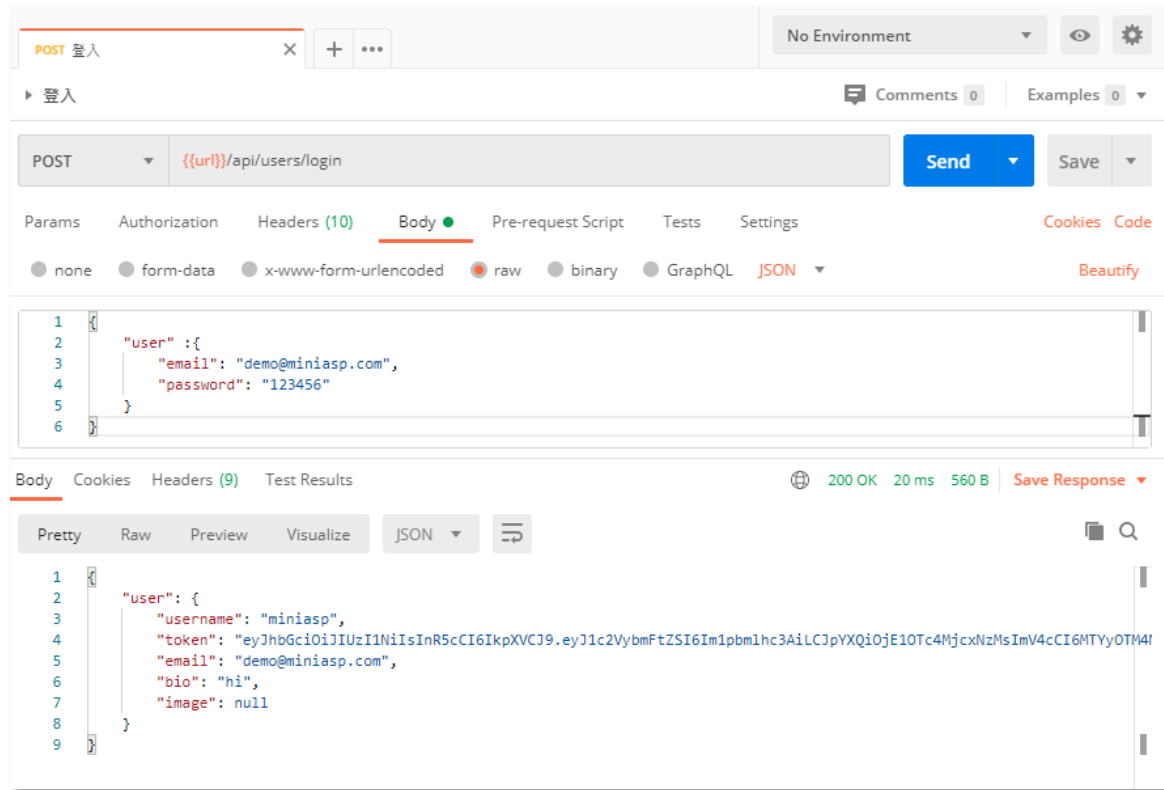 POST 登入
No Environment
登入
Comments 0 Examples 0
POST {{url}}/api/users/login Send Save
Params Authorization Headers (10) Body Pre-request Script Tests Settings Cookies Code
none form-data x-www-form-urlencoded raw binary GraphQL JSON Beautify
1 {
2 "user" :{
3 "email": "demo@miniasp.com",
4 "password": "123456"
5 }
6 }
Body Cookies Headers (9) Test Results 200 OK 20 ms 560 B Save Response
Pretty Raw Preview Visualize JSON
1 {
2 "user": {
3 "username": "miniasp",
4 "token": "eyJhbGciOiJIUzI1NiIsInR5cCI6IkpXVCJ9.eyJ1c2VybmFtZSI6Im1pbmlhc3AiLCJpYXQiOjE1OTc4MjcxNzMsImV4cCI6MTYyOTM4M
5 "email": "demo@miniasp.com",
6 "bio": "hi",
7 "image": null
8 }
9 }